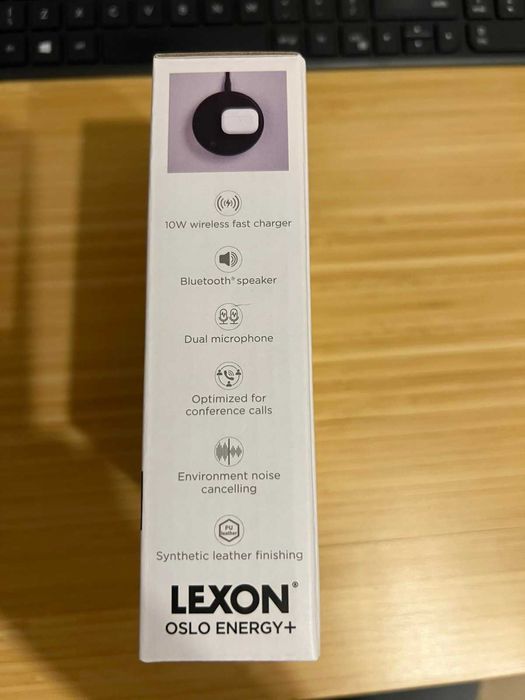 10W wireless fast charger
Bluetooth® speaker
Dual microphone
Optimized for
conference calls
Environment noise
cancelling
PU
leather
Synthetic leather finishing
LEXON®
OSLO ENERGY+